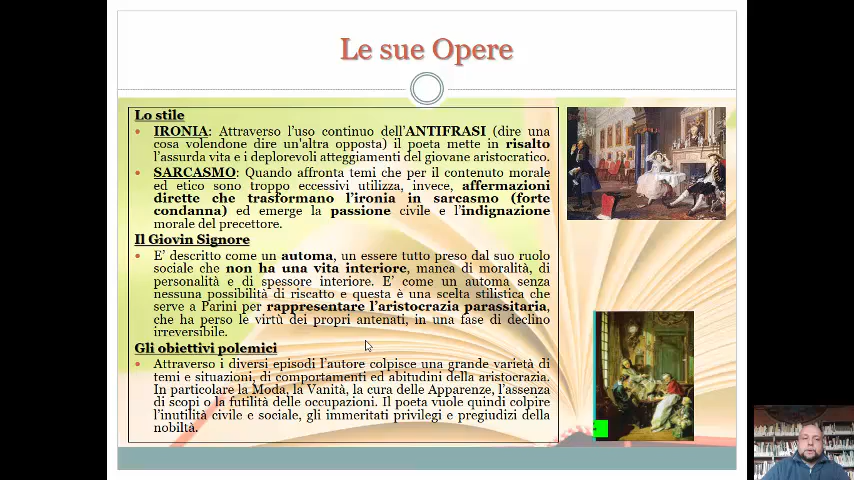 Le sue Opere
Lo stile
• IRONIA: Attraverso l'uso continuo dell'ANTIFRASI (dire una
cosa volendone dire un'altra opposta) il poeta mette in risalto
l'assurda vita e i deplorevoli atteggiamenti del giovane aristocratico.
• SARCASMO: Quando affronta temi che per il contenuto morale
ed etico sono troppo eccessivi utilizza, invece, affermazioni
dirette che trasformano l'ironia in sarcasmo (forte
condanna) ed emerge la passione civile e l'indignazione
morale del precettore.
Il Giovin Signore
• E' descritto come un automa, un essere tutto preso dal suo ruolo
sociale che non ha una vita interiore, manca di moralità, di
personalità e di spessore interiore. E' come un automa senza
nessuna possibilità di riscatto e questa è una scelta stilistica che
serve a Parini per rappresentare l'aristocrazia parassitaria,
che ha perso le virtù dei propri antenati, in una fase di declino
irreversibile.
Gli obiettivi polemici
• Attraverso i diversi episodi l'autore colpisce una grande varietà di
temi e situazioni, di comportamenti ed abitudini della aristocrazia.
In particolare la Moda, la Vanità, la cura delle Apparenze, l'assenza
di scopi o la futilità delle occupazioni. Il poeta vuole quindi colpire
l'inutilità civile e sociale, gli immeritati privilegi e pregiudizi della
nobiltà.